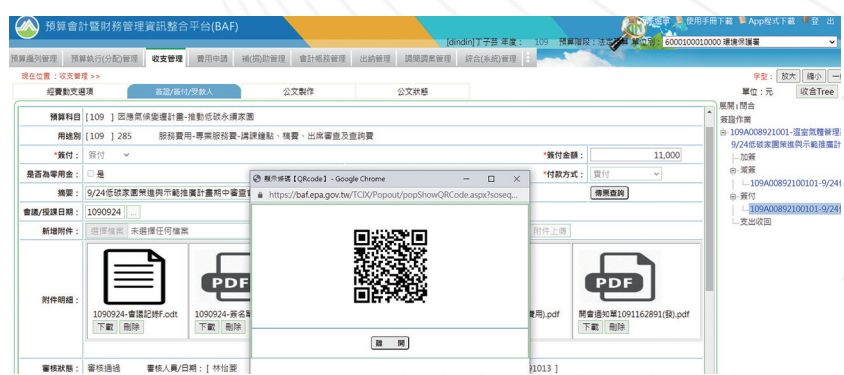 預算會計暨財務管理資訊整合平台(BAF)
使用手冊下載 App程式下載 登 出
[dindin]丁子芸 年度： 109 預算階段：法定預算 單位別： 6000100010000 環境保護署
預算編列管理 預算執行(分配)管理 收支管理 費用申請 補(捐)助管理 會計帳務管理 出納管理 調閱調案管理 綜合(系統)管理
現在位置：收支管理 >>
字型： 放大 縮小 一
經費動支選項 簽證/簽付/受款人 公文製作 公文狀態
單位：元 收合Tree
展開 | 閉合
預算科目 [109 ] 因應氣候變遷計畫-推動低碳永續家園
簽證作業
109A008921001-溫室氣體管理
用途別 [109 ] 285 服務費用-專業服務費-講課鐘點、稿費、出席審查及查詢費
9/24低碳家園策進與示範推廣計
*簽付： 簽付 *簽付金額： 11,000
加簽
減簽
是否為零用金： 是 *付款方式： 實付
109A00892100101-9/24
摘要： 9/24低碳家園策進與示範推廣計畫期中審查 傳票查詢
簽付
109A00892100101-9/24
會議/授課日期： 1090924 ...
支出收回
新增附件： 選擇檔案 未選擇任何檔案 附件上傳
顯示條碼【QRcode】 - Google Chrome
https://baf.epa.gov.tw/TCIX/Popout/popShowQRCode.aspx?soseq...
離 開
附件明細：
PDF PDF
1090924-會議記錄F.odt 1090924-簽名單 費用).pdf 開會通知單1091162891(發).pdf
下載 刪除 下載 刪除 下載 刪除
審核狀態： 審核通過 審核人員/日期： [ 林怡 91013 ]